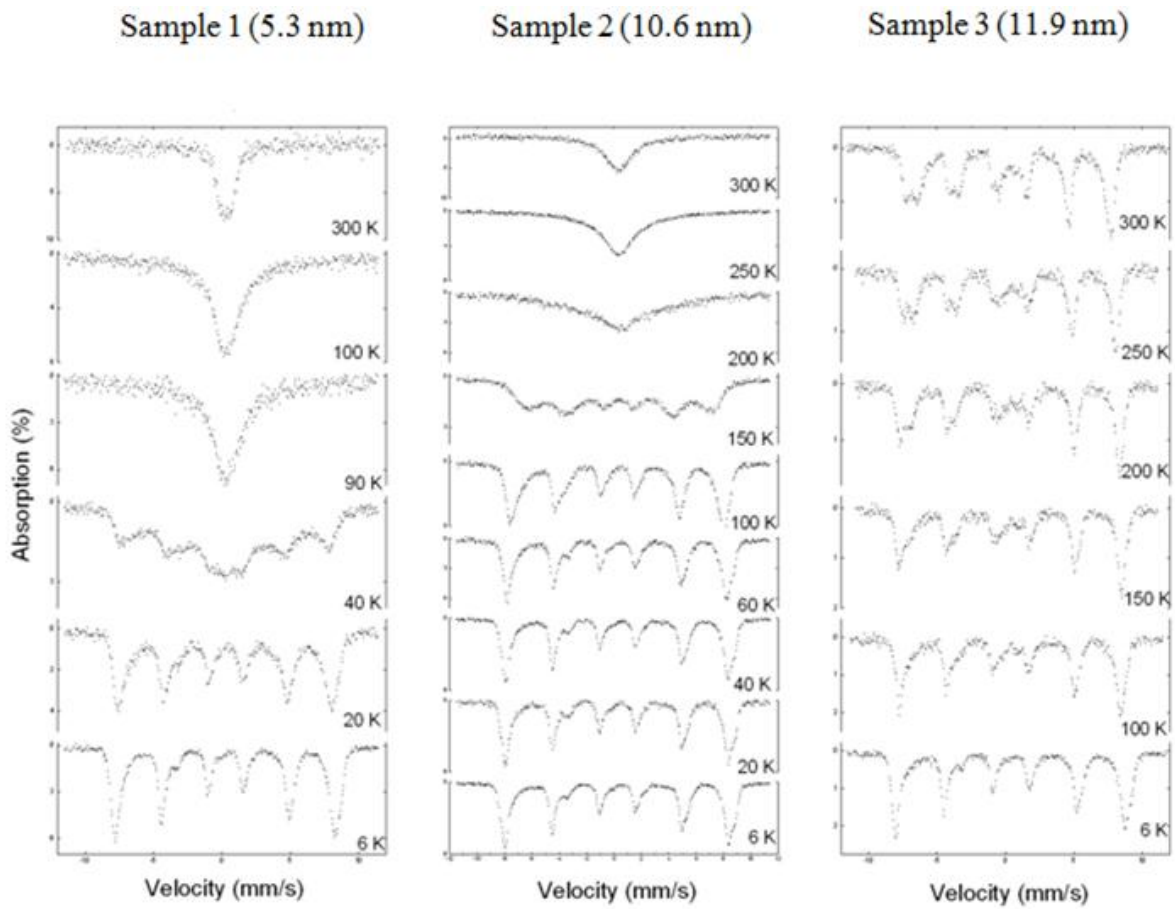 Sample 1 (5.3 nm)
Sample 2 (10.6 nm)
Sample 3 (11.9 nm)
Absorption (%)
300 K
100 K
90 K
40 K
20 K
6 K
Velocity (mm/s)
300 K
250 K
200 K
150 K
100 K
60 K
40 K
20 K
6 K
Velocity (mm/s)
300 K
250 K
200 K
150 K
100 K
6 K
Velocity (mm/s)